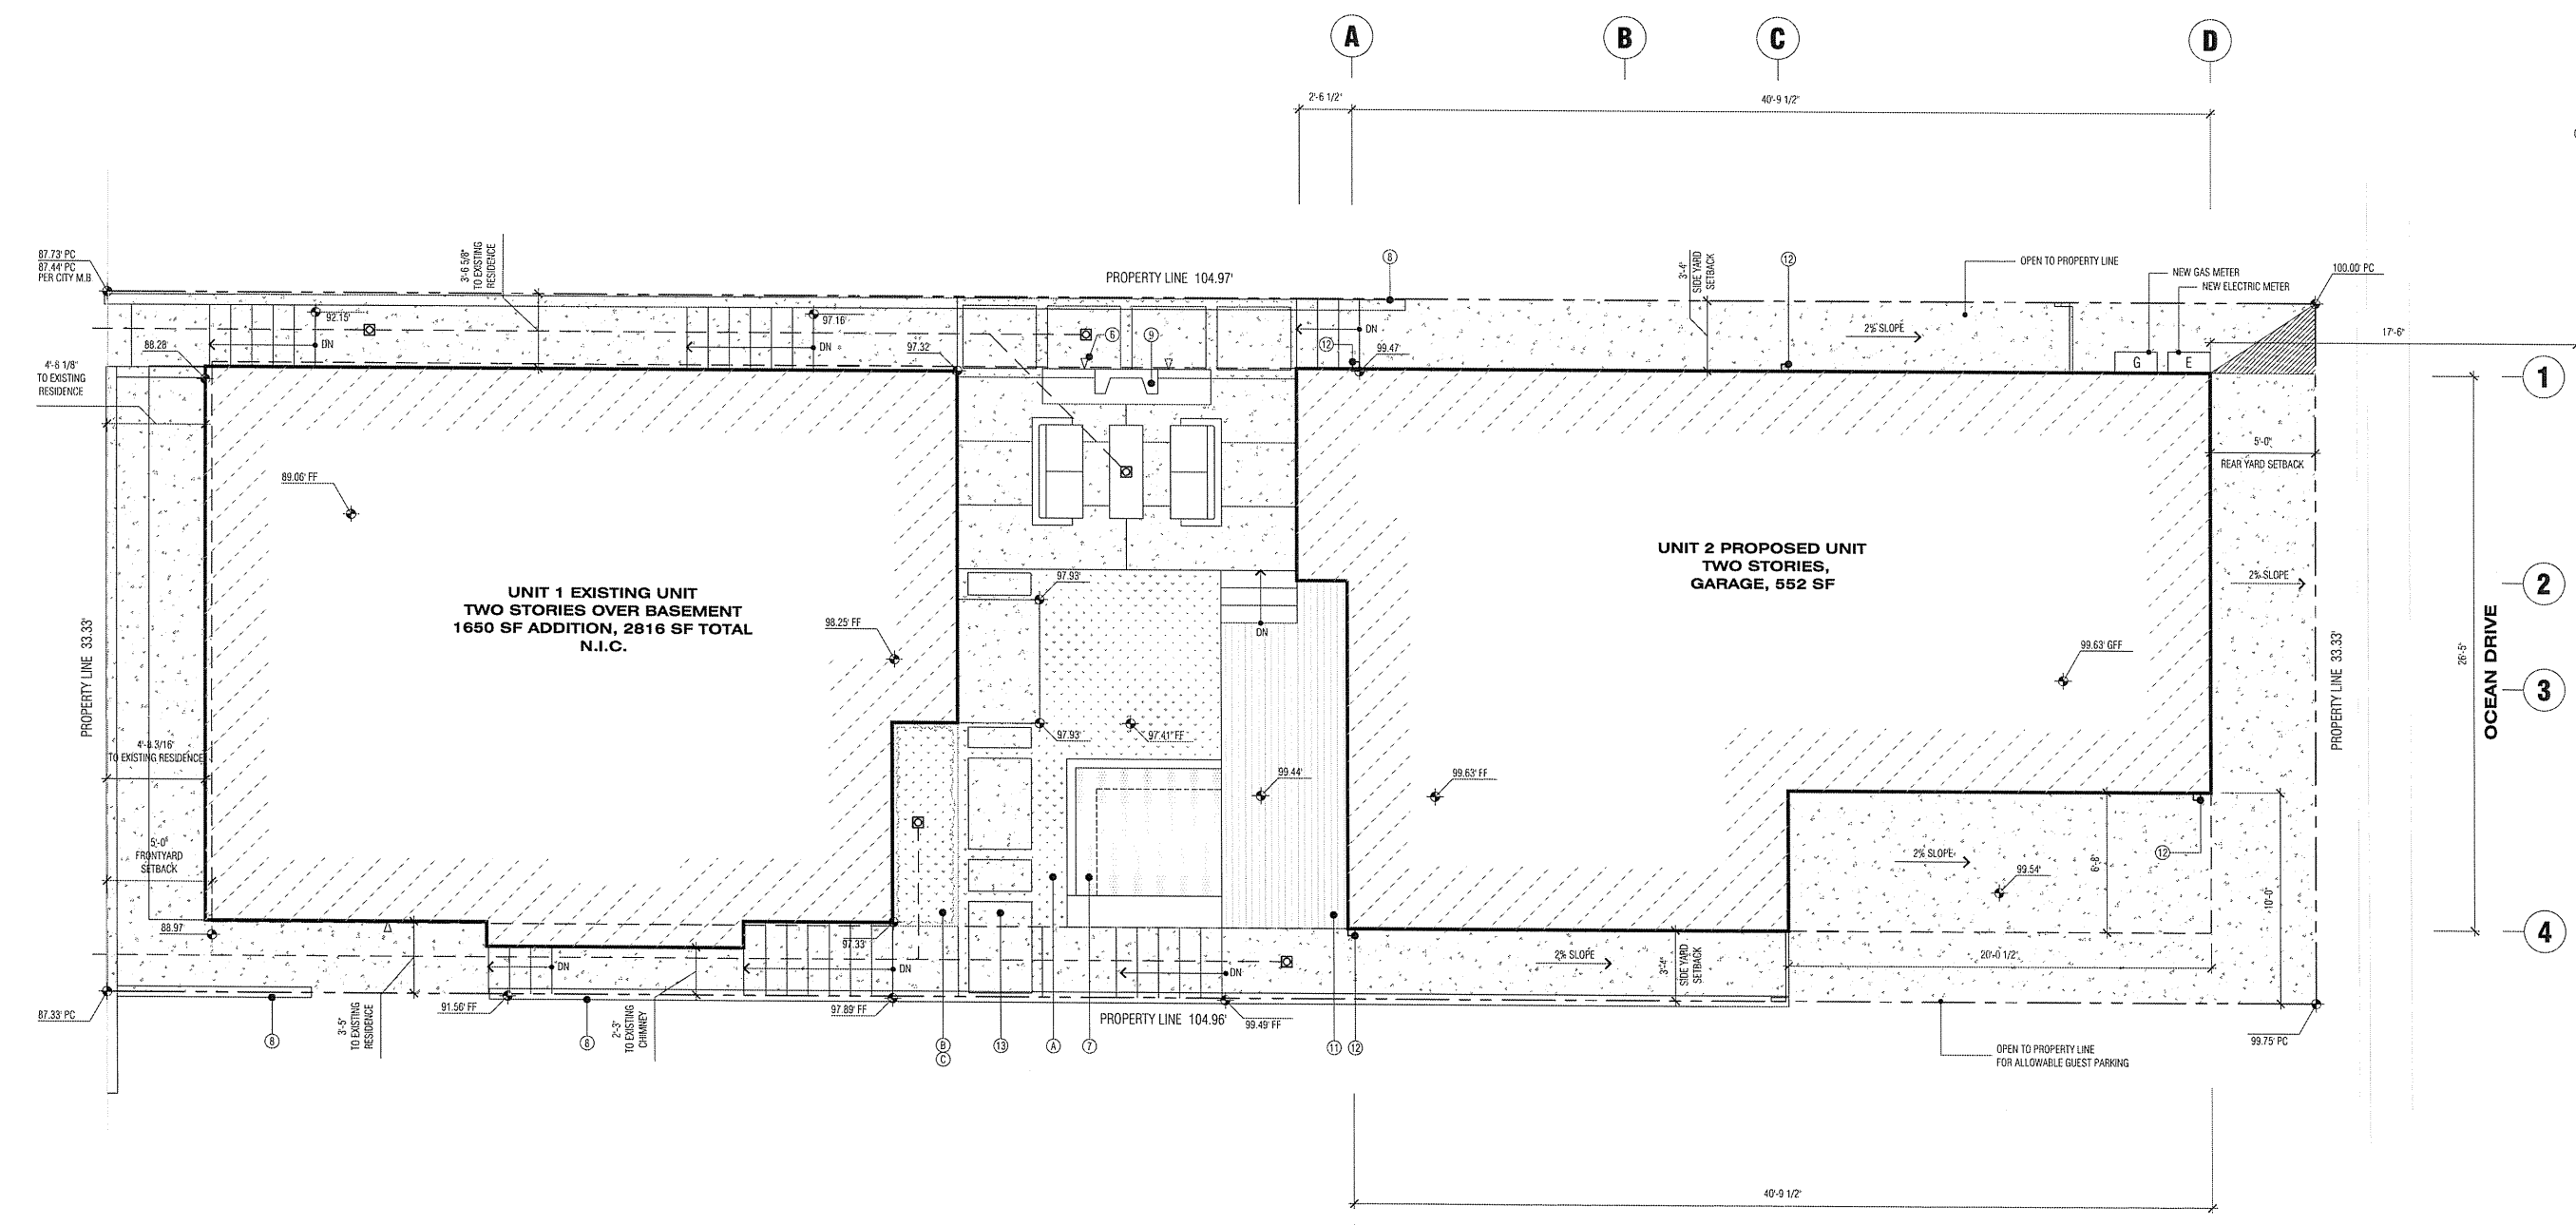 A
B
C
D
2'-6 1/2"
40'-9 1/2"
87.73' PC
87.44' PC
PER CITY M.B
3'-6 5/8"
TO EXISTING
RESIDENCE
PROPERTY LINE 104.97'
8
3'-4"
SIDE YARD
SETBACK
12
OPEN TO PROPERTY LINE
NEW GAS METER
NEW ELECTRIC METER
100.00' PC
92.15'
DN
97.16'
DN
88.28'
97.32'
6
9
DN
12
99.47'
2% SLOPE
G
E
17'-6"
1
4'-8 1/8"
TO EXISTING
RESIDENCE
5'-0"
REAR YARD SETBACK
89.06' FF
UNIT 1 EXISTING UNIT
TWO STORIES OVER BASEMENT
1650 SF ADDITION, 2816 SF TOTAL
N.I.C.
98.25' FF
97.93'
DN
UNIT 2 PROPOSED UNIT
TWO STORIES,
GARAGE, 552 SF
2% SLOPE
2
PROPERTY LINE 33.33'
99.63' GFF
PROPERTY LINE 33.33'
26'-5"
OCEAN DRIVE
3
4'-8 3/16"
TO EXISTING RESIDENCE
97.93'
97.41' FF
99.44'
99.63' FF
5'-0"
FRONTYARD
SETBACK
2% SLOPE
99.54'
6'-8"
12
10'-0"
88.97'
97.33'
DN
DN
DN
2% SLOPE
3'-4"
SIDE YARD
SETBACK
20'-0 1/2"
4
87.33' PC
8
3'-5"
TO EXISTING
RESIDENCE
91.56' FF
8
2'-3"
TO EXISTING
CHIMNEY
97.89' FF
B
C
13
A
7
PROPERTY LINE 104.96'
99.49' FF
11
12
OPEN TO PROPERTY LINE
FOR ALLOWABLE GUEST PARKING
99.75' PC
40'-9 1/2"